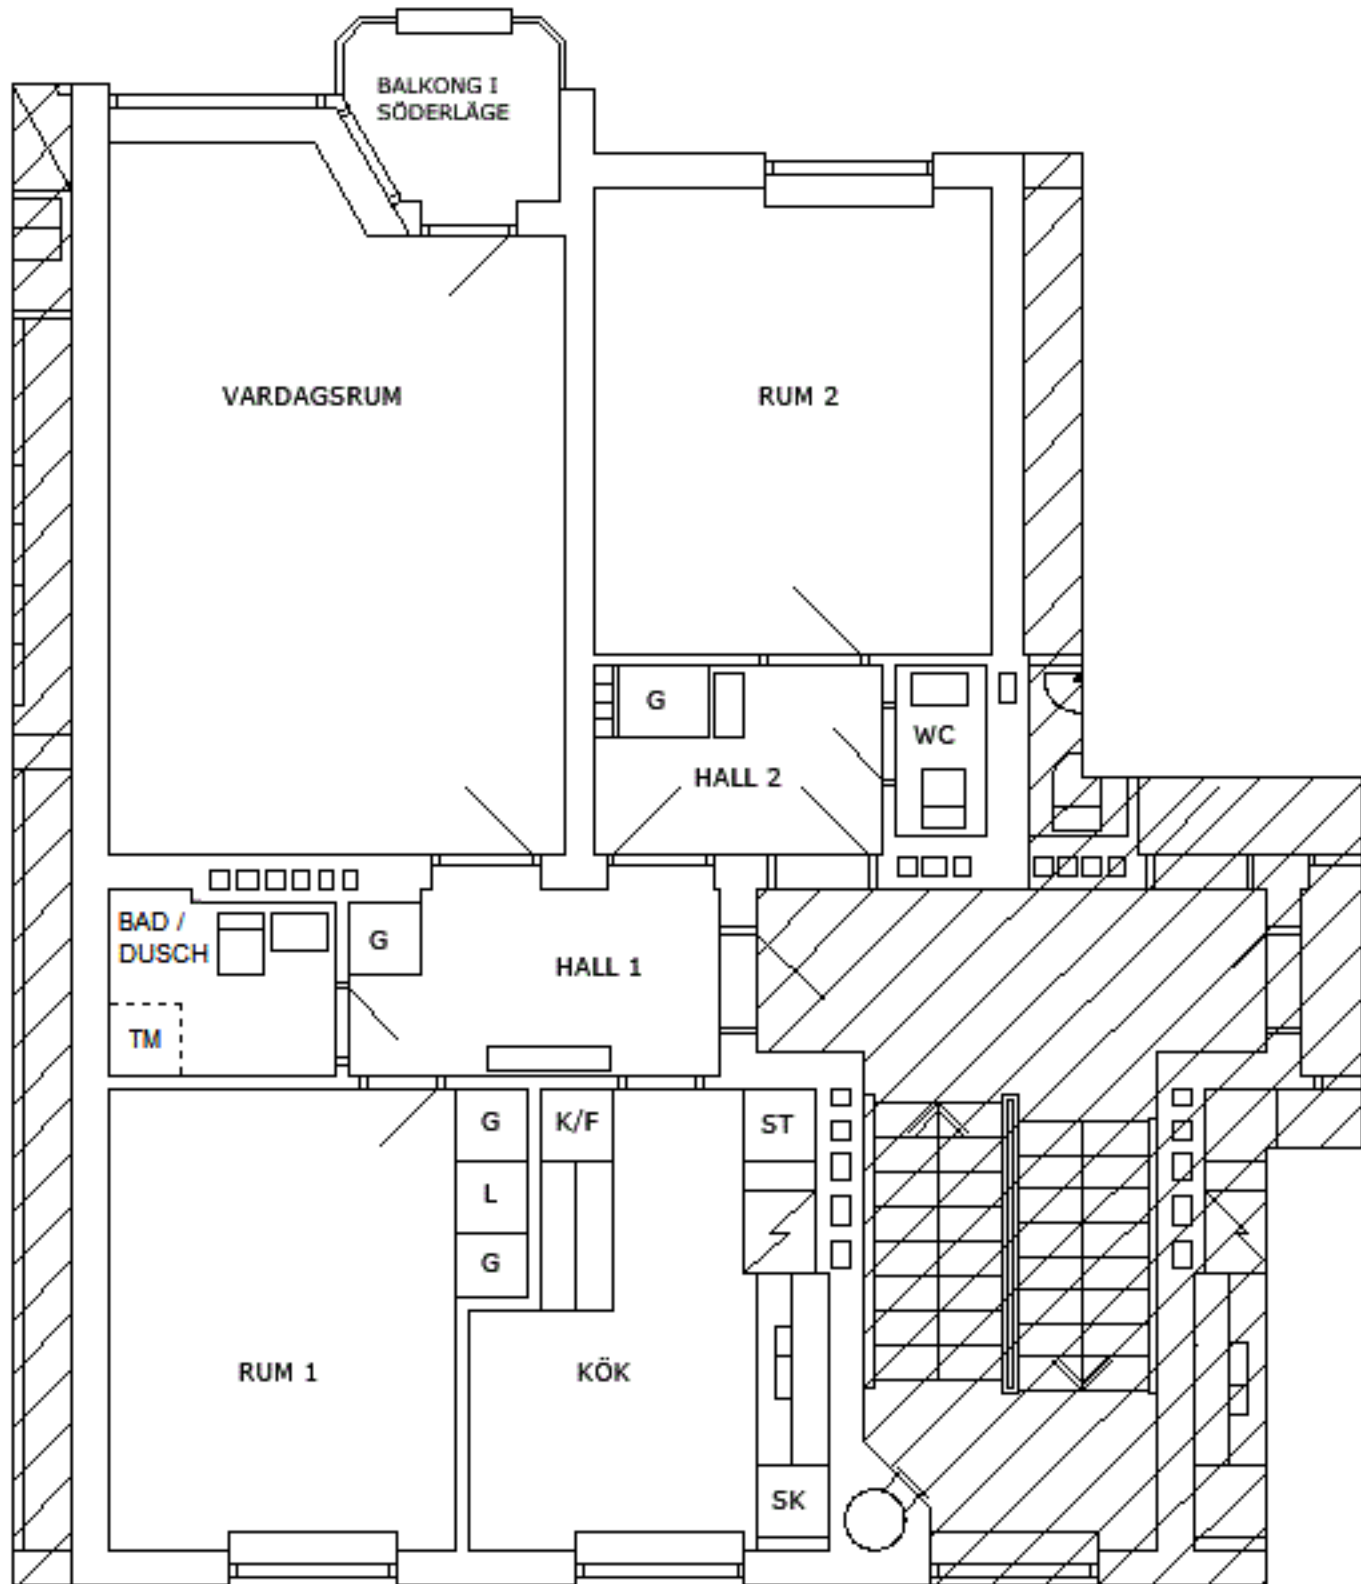 BALKONG I
SÖDERLÄGE
VARDAGSRUM
RUM 2
G
WC
HALL 2
BAD /
DUSCH
G
HALL 1
TM
G
K/F
ST
L
G
RUM 1
KÖK
SK